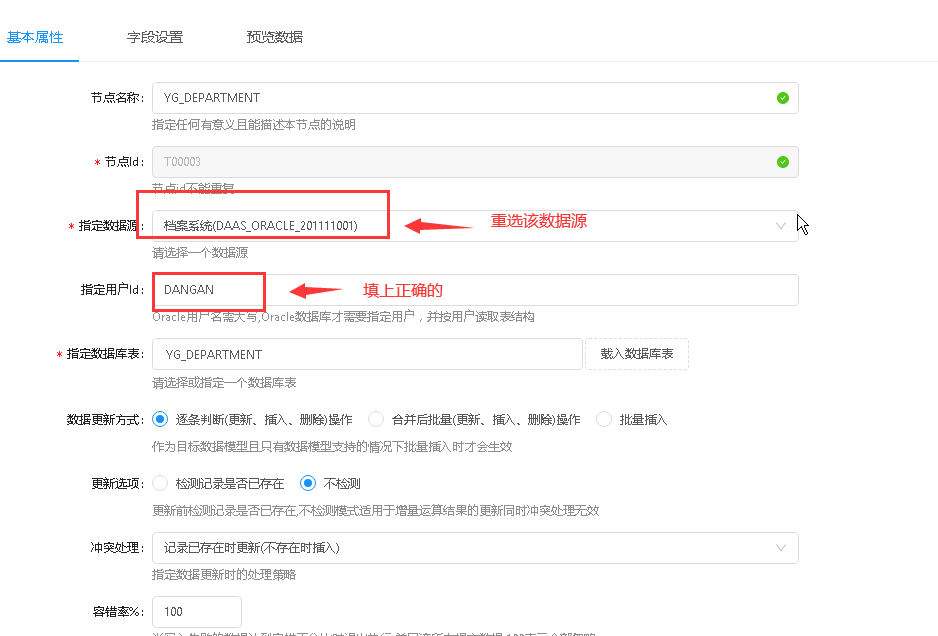 基本属性 字段设置 预览数据
节点名称: YG_DEPARTMENT
指定任何有意义且能描述本节点的说明
* 节点Id: T00003
节点id不能重复
* 指定数据源: 档案系统(DAAS_ORACLE_201111001) 重选该数据源
请选择一个数据源
指定用户Id: DANGAN 填上正确的
Oracle用户名需大写,Oracle数据库才需要指定用户，并按用户读取表结构
* 指定数据库表: YG_DEPARTMENT 载入数据库表
请选择或指定一个数据库表
数据更新方式: 逐条判断(更新、插入、删除)操作 合并后批量(更新、插入、删除)操作 批量插入
作为目标数据模型且只有数据模型支持的情况下批量插入时才会生效
更新选项: 检测记录是否已存在 不检测
更新前检测记录是否已存在,不检测模式适用于增量运算结果的更新同时冲突处理无效
冲突处理: 记录已存在时更新(不存在时插入)
指定数据更新时的处理策略
容错率%: 100